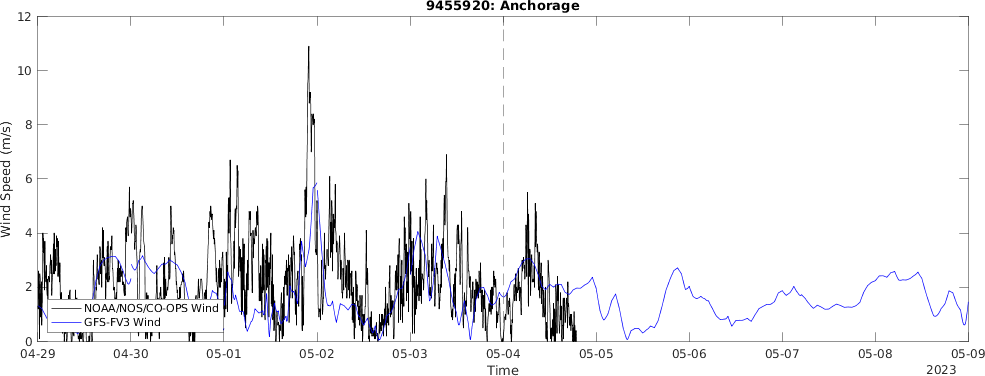 9455920: Anchorage
12
10
8
6
4
2
0
Wind Speed (m/s)
NOAA/NOS/CO-OPS Wind
GFS-FV3 Wind
04-29 04-30 05-01 05-02 05-03 05-04 05-05 05-06 05-07 05-08 05-09
Time
2023